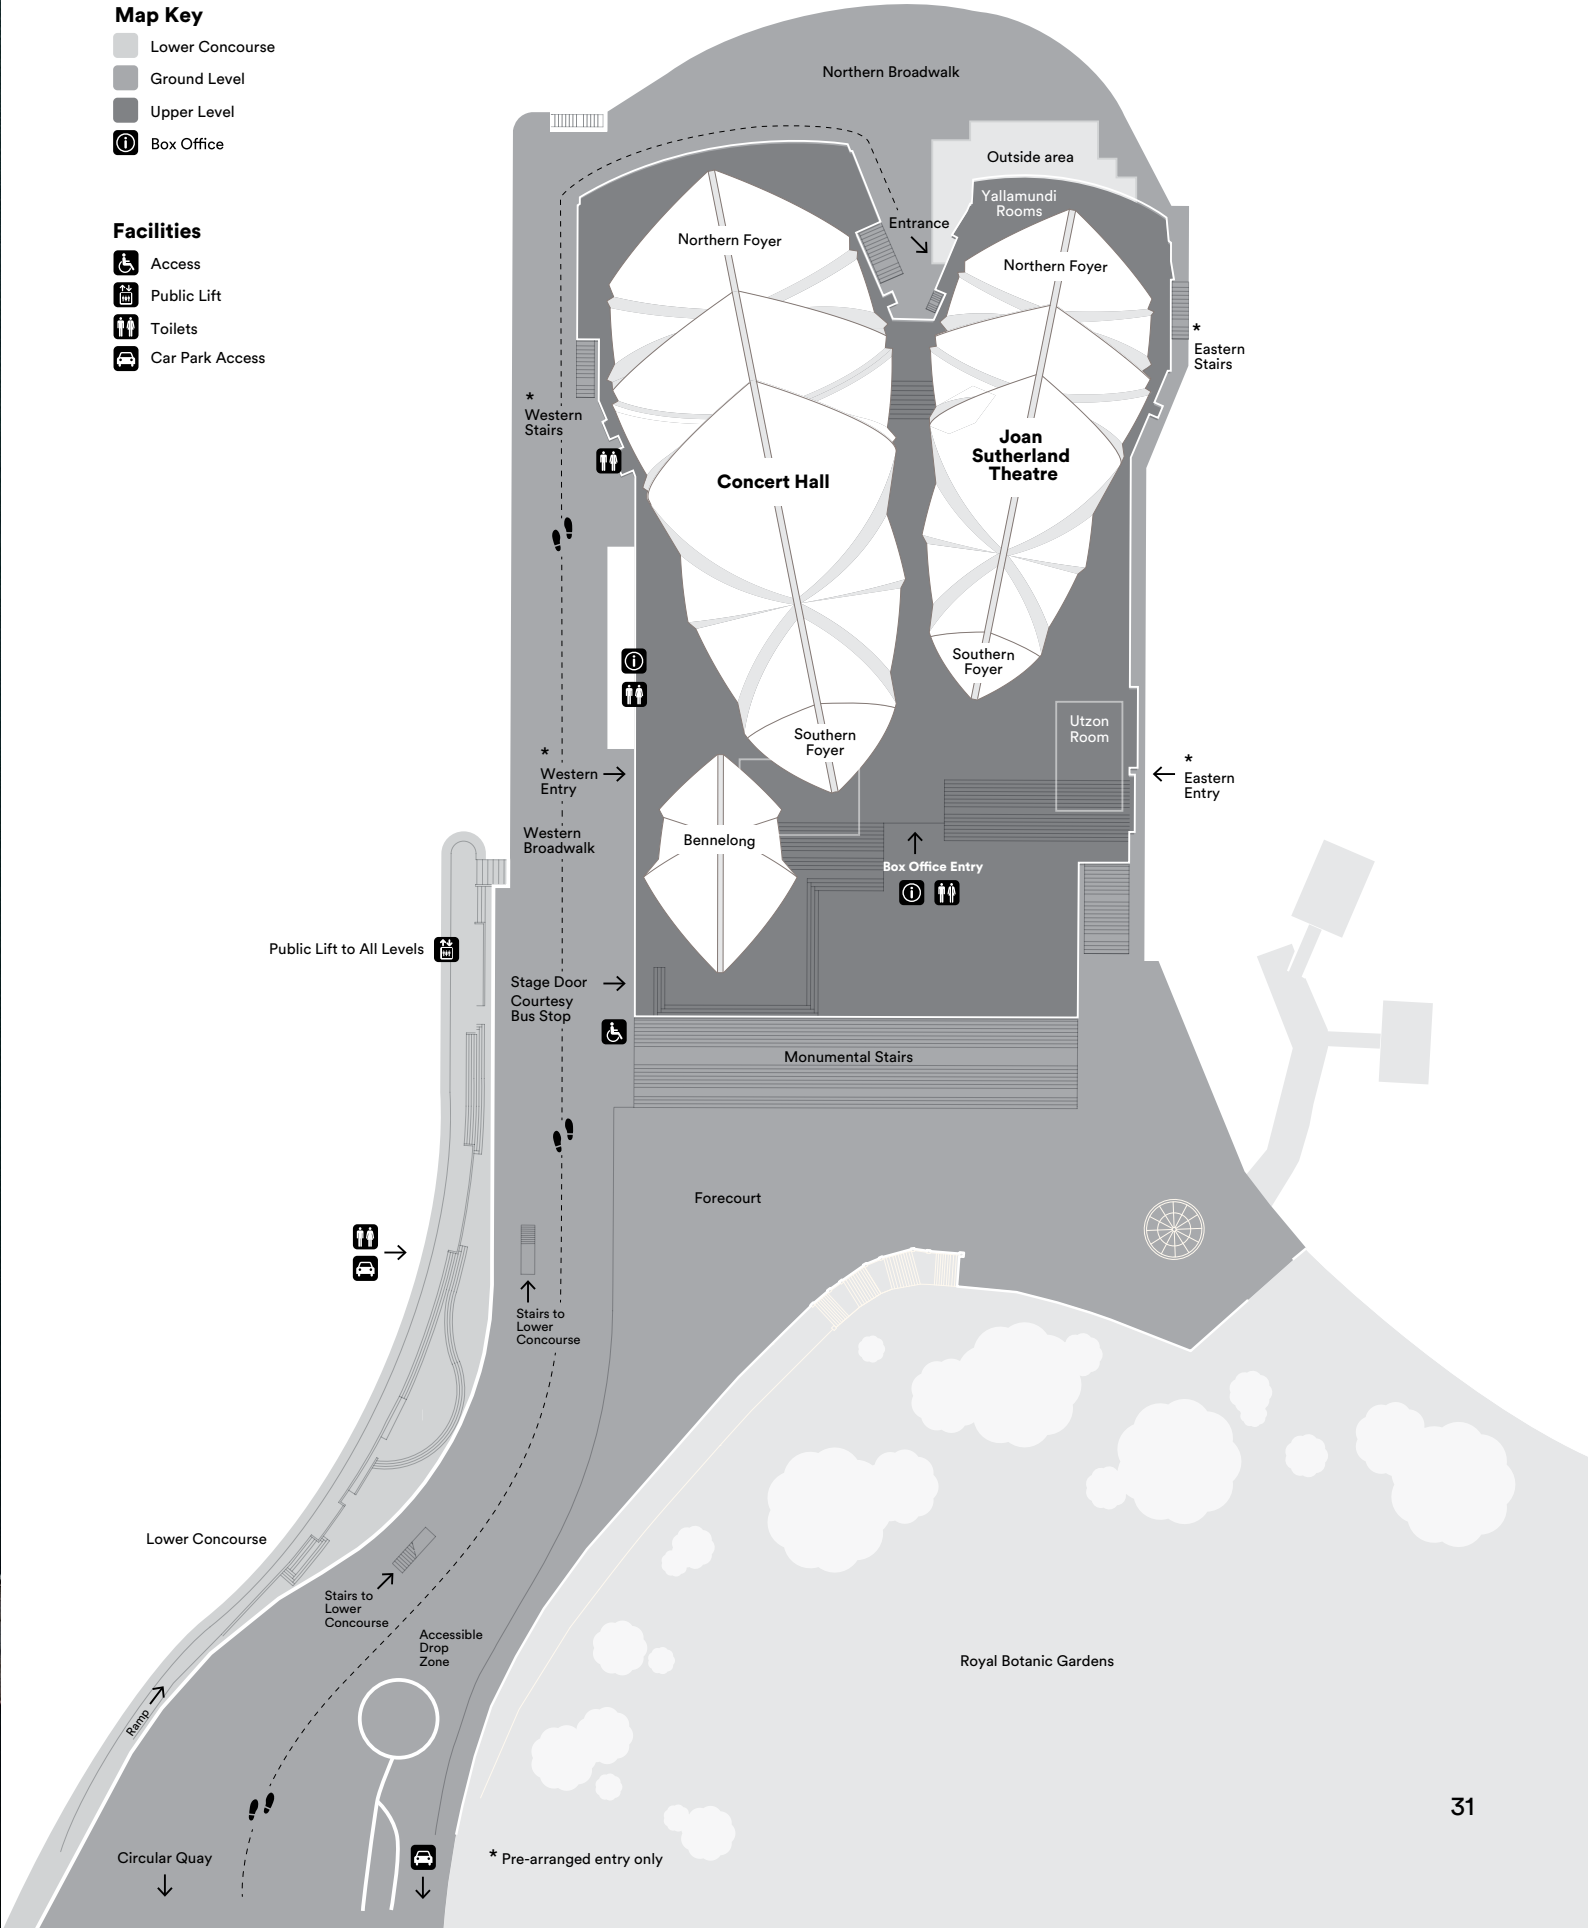 Map Key
Lower Concourse
Ground Level
Upper Level
Box Office
Facilities
Access
Public Lift
Toilets
Car Park Access
Northern Broadwalk
Outside area
Yallamundi
Rooms
Entrance
Northern Foyer
Northern Foyer
*
Eastern
Stairs
*
Western
Stairs
Joan
Sutherland
Theatre
Concert Hall
Southern
Foyer
Utzon
Room
Southern
Foyer
*
Western
Entry
*
Eastern
Entry
Western
Broadwalk
Bennelong
Box Office Entry
Public Lift to All Levels
Stage Door
Courtesy
Bus Stop
Monumental Stairs
Forecourt
Stairs to
Lower
Concourse
Lower Concourse
Stairs to
Lower
Concourse
Accessible
Drop
Zone
Royal Botanic Gardens
Ramp
31
Circular Quay
* Pre-arranged entry only